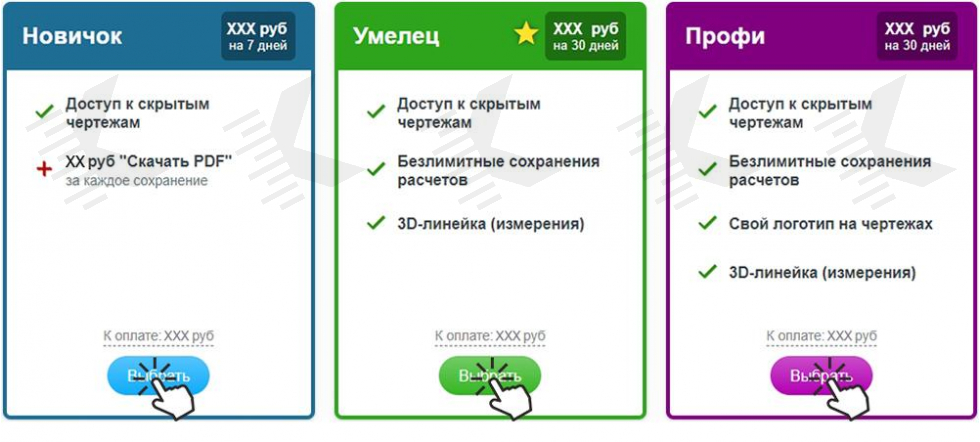 Новичок
XXX руб
на 7 дней
Доступ к скрытым
чертежам
XX руб "Скачать PDF"
за каждое сохранение
К оплате: XXX руб
Выбрать
Умелец
XXX руб
на 30 дней
Доступ к скрытым
чертежам
Безлимитные сохранения
расчетов
3D-линейка (измерения)
К оплате: XXX руб
Выбрать
Профи
XXX руб
на 30 дней
Доступ к скрытым
чертежам
Безлимитные сохранения
расчетов
Свой логотип на чертежах
3D-линейка (измерения)
К оплате: XXX руб
Выбрать